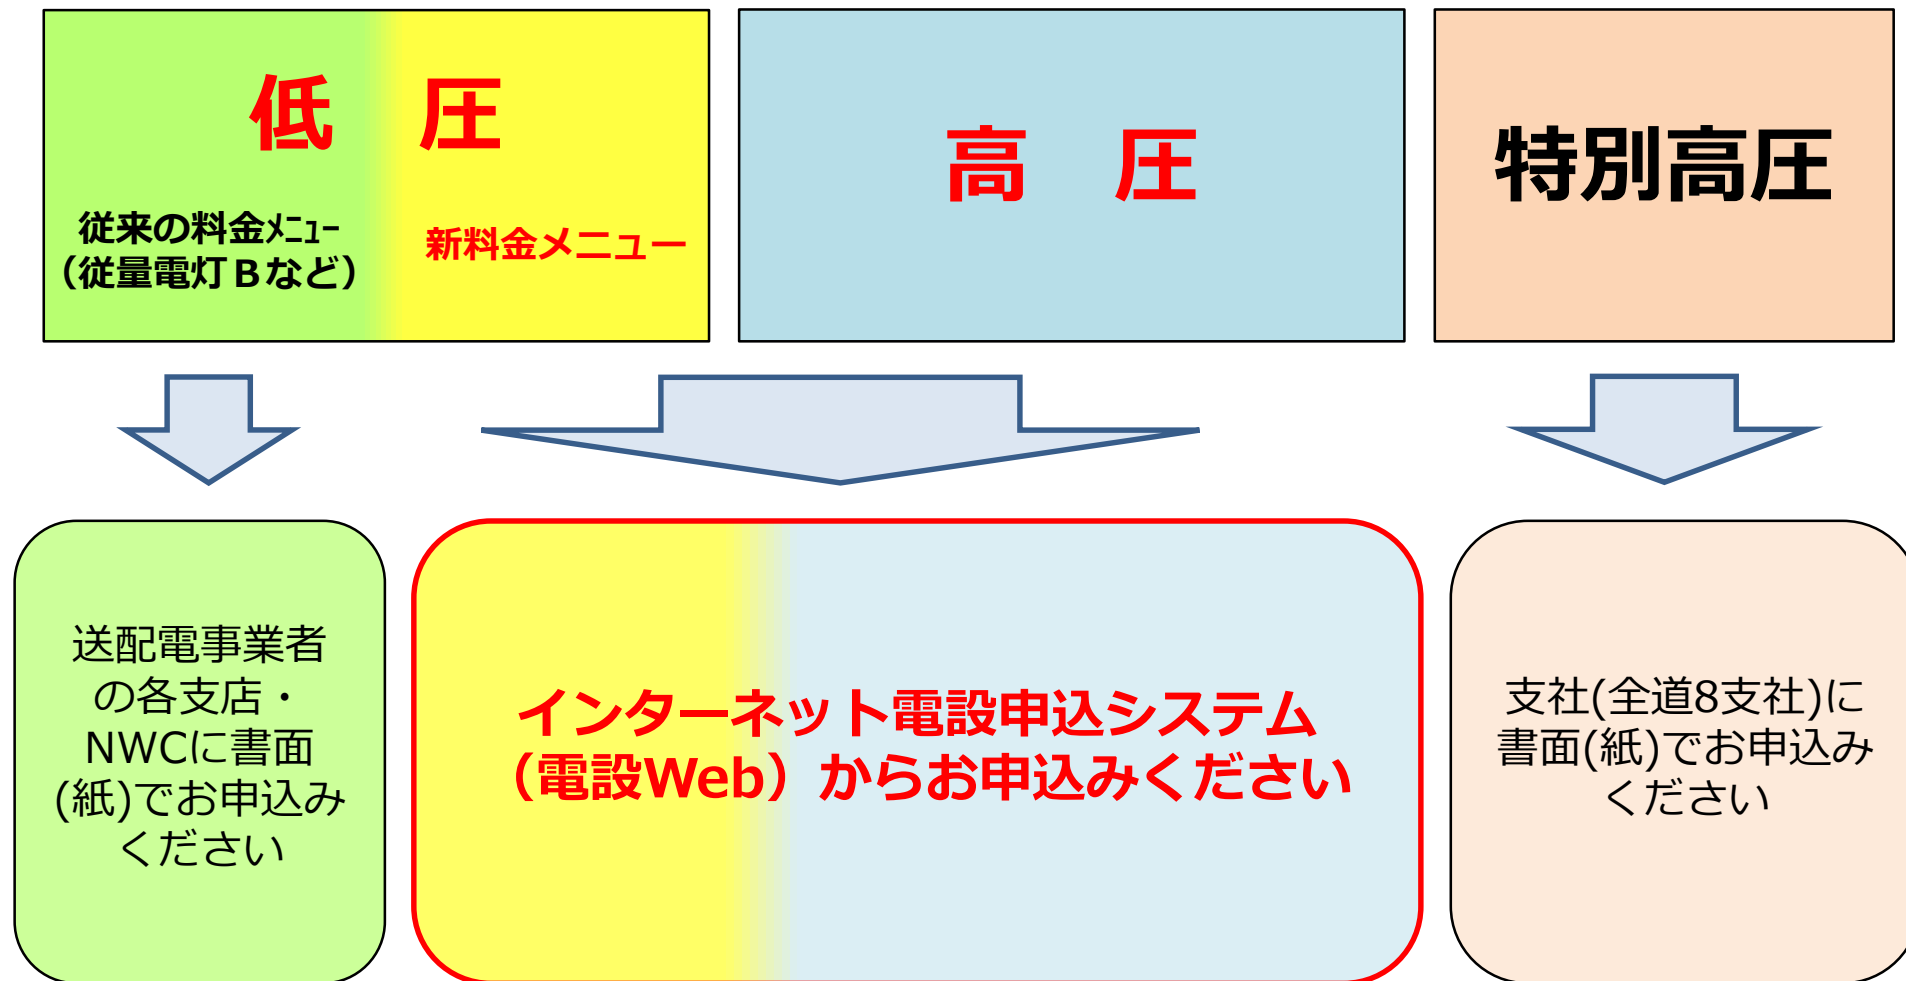 低　圧
従来の料金ﾒﾆｭｰ
（従量電灯Ｂなど）
新料金メニュー
高　圧
特別高圧
送配電事業者
の各支店・
NWCに書面
(紙)でお申込み
ください
インターネット電設申込システム
（電設Web）からお申込みください
支社(全道8支社)に
書面(紙)でお申込み
ください